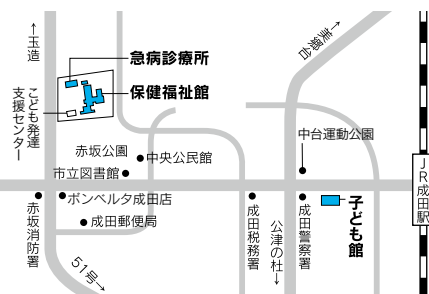 ←玉造
急病診療所
保健福祉館
こども発達
支援センター
←美郷台
赤坂公園
中央公民館
市立図書館
中台運動公園
ボンベルタ成田店
成田郵便局
赤坂消防署
51号→
成田税務署
公津の杜→
成田警察署
子ども館
JR成田駅